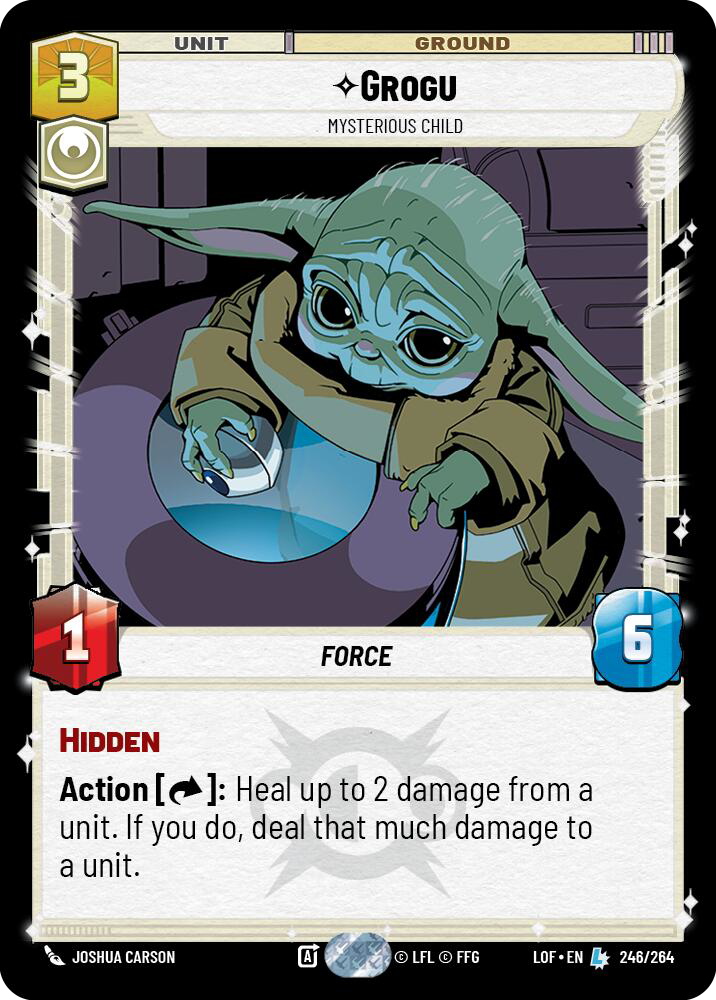 UNIT
GROUND
3
✧GROGU
MYSTERIOUS CHILD
1
FORCE
6
HIDDEN
Action [ ]: Heal up to 2 damage from a
unit. If you do, deal that much damage to
a unit.
JOSHUA CARSON
A
© LFL © FFG
LOF • EN
L
246/264